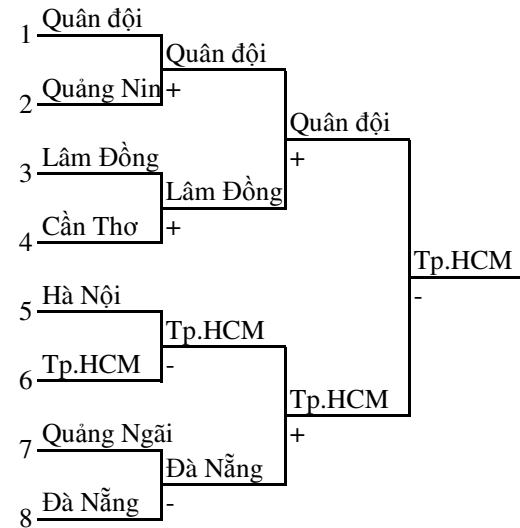 1 Quân đội
Quân đội
2 Quảng Nin+
Quân đội
+
3 Lâm Đồng
Lâm Đồng
4 Cần Thơ +
Tp.HCM
-
5 Hà Nội
Tp.HCM
6 Tp.HCM -
Tp.HCM
+
7 Quảng Ngãi
Đà Nẵng
8 Đà Nẵng -